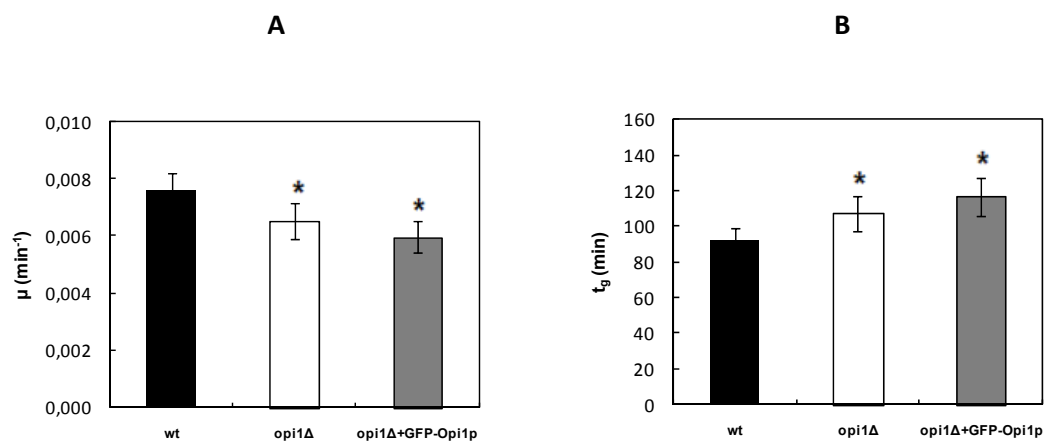 A
B
µ (min-1)
0,010
0,008
0,006
0,004
0,002
0,000
*
*
wt
opi1Δ
opi1Δ+GFP-Opi1p
tg (min)
160
140
120
100
80
60
40
20
0
*
*
wt
opi1Δ
opi1Δ+GFP-Opi1p